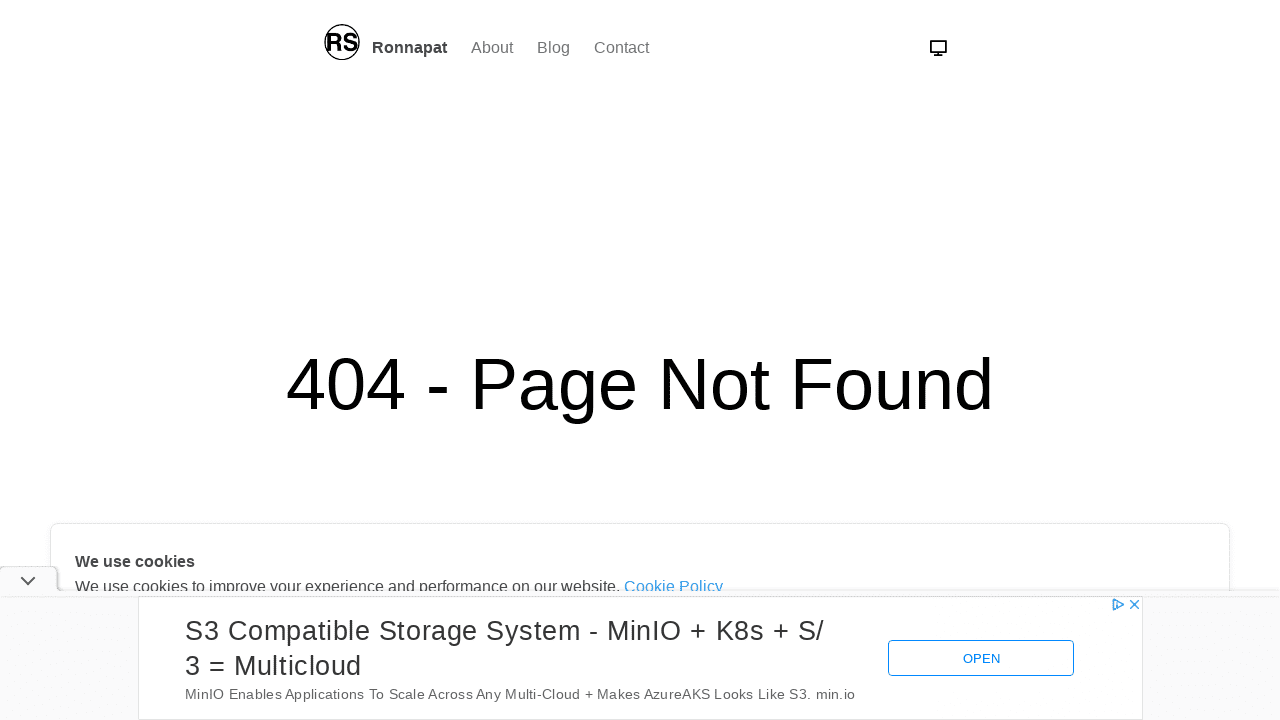 RS Ronnapat About Blog Contact
404 - Page Not Found
We use cookies
We use cookies to improve your experience and performance on our website. Cookie Policy
S3 Compatible Storage System - MinIO + K8s + S/
3 = Multicloud
OPEN
MinIO Enables Applications To Scale Across Any Multi-Cloud + Makes AzureAKS Looks Like S3. min.io